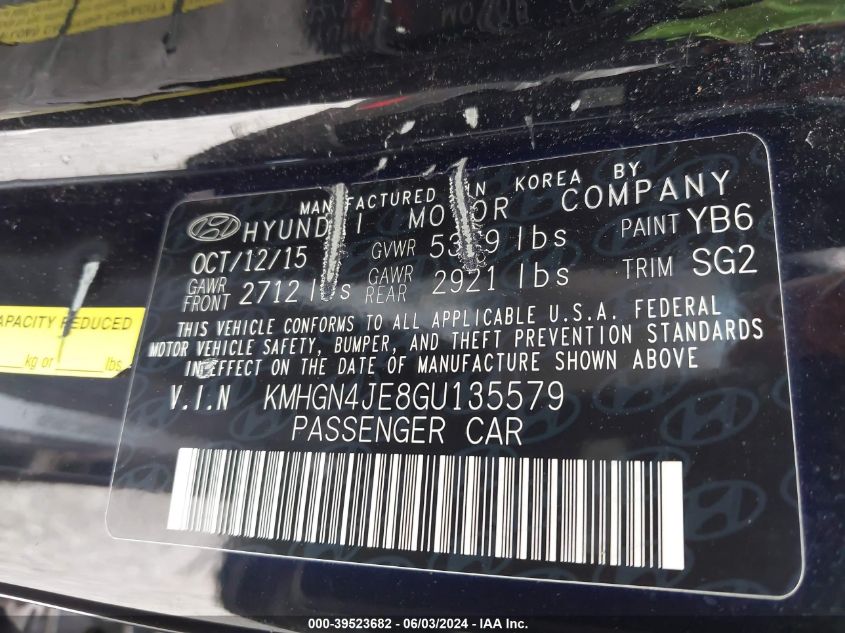 MANUFACTURED IN KOREA BY
HYUNDAI MOTOR COMPANY
OCT/12/15 GVWR lbs PAINT YB6
GAWR FRONT 2712 lbs GAWR REAR 2921 lbs TRIM SG2
THIS VEHICLE CONFORMS TO ALL APPLICABLE U.S.A. FEDERAL
MOTOR VEHICLE SAFETY, BUMPER, AND THEFT PREVENTION STANDARDS
IN EFFECT ON THE DATE OF MANUFACTURE SHOWN ABOVE
V.I.N KMHGN4JE8GU135579
PASSENGER CAR
CAPACITY REDUCED
kg or lbs
000-39523682 - 06/03/2024 - IAA Inc.